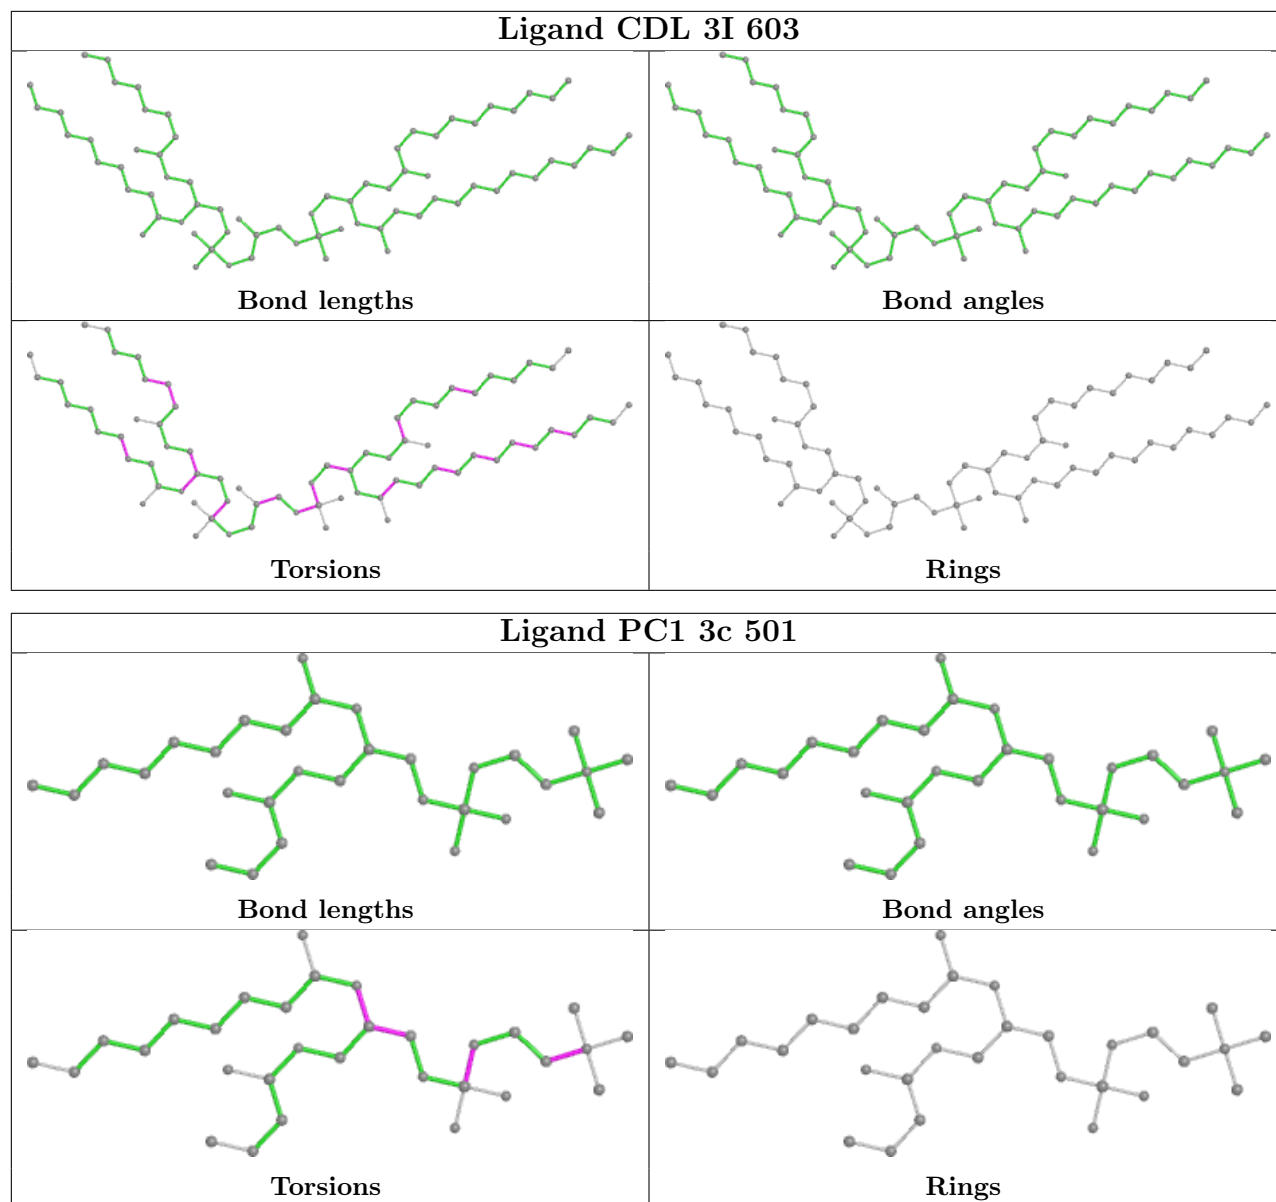 Ligand CDL 3I 603
Bond lengths
Bond angles
Torsions
Rings
Ligand PC1 3c 501
Bond lengths
Bond angles
Torsions
Rings